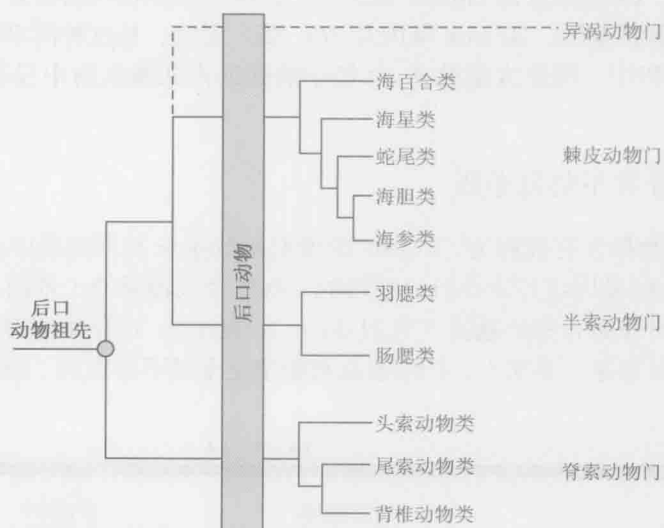 异涡动物门
海百合类
海星类
蛇尾类
海胆类
海参类
棘皮动物门
后口动物
羽鳃类
肠鳃类
半索动物门
后口
动物祖先
头索动物类
尾索动物类
背椎动物类
脊索动物门